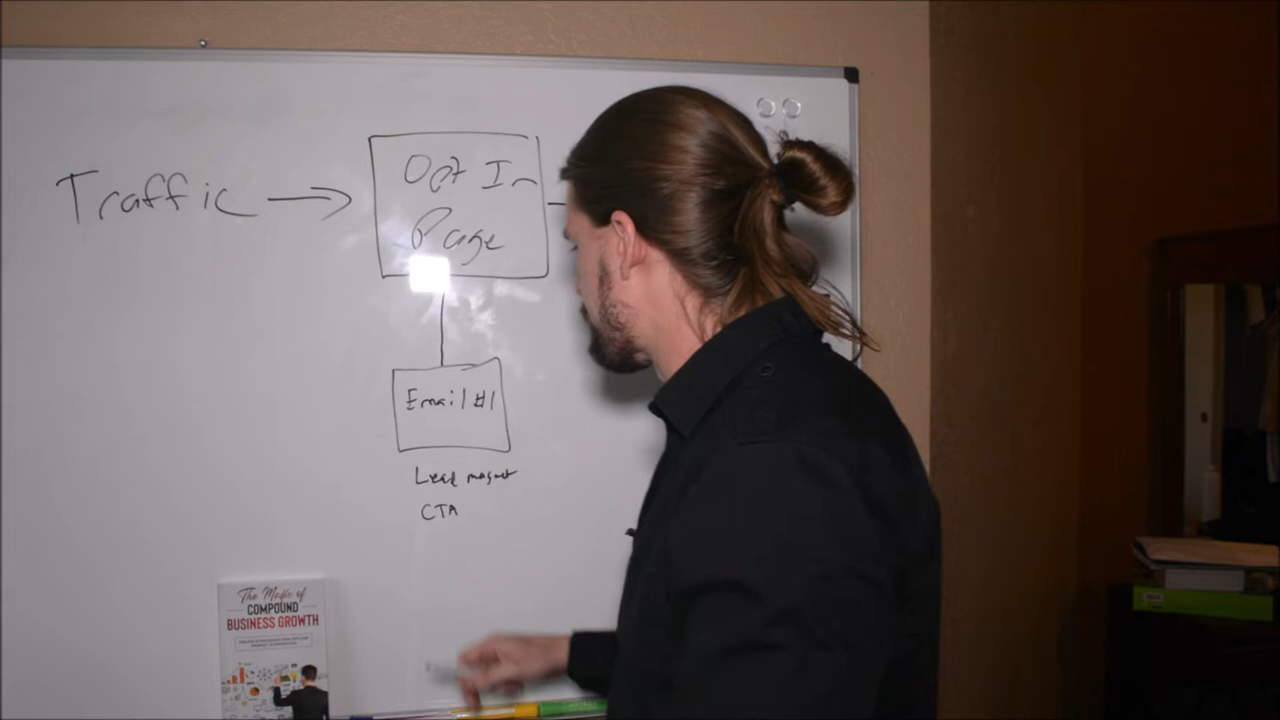 Traffic
Opt In
Page
Email #1
Lead magnet
CTA
The Magic of
COMPOUND
BUSINESS GROWTH